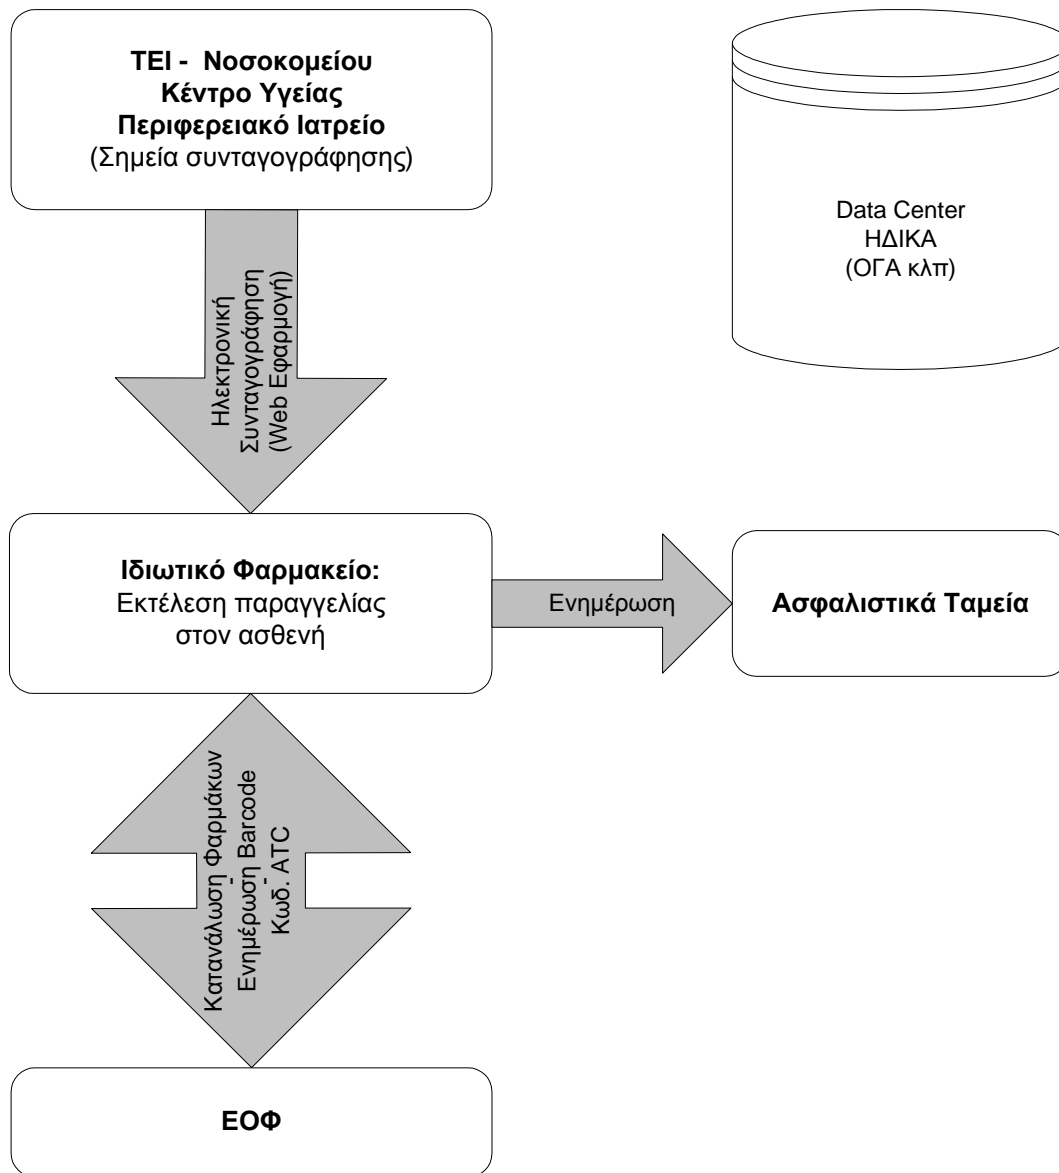 ΤΕΙ - Νοσοκομείου
Κέντρο Υγείας
Περιφερειακό Ιατρείο
(Σημεία συνταγογράφησης)
Data Center
ΗΔΙΚΑ
(ΟΓΑ κλπ)
Ηλεκτρονική
Συνταγογράφηση
(Web Εφαρμογή)
Ιδιωτικό Φαρμακείο:
Εκτέλεση παραγγελίας
στον ασθενή
Ενημέρωση
Ασφαλιστικά Ταμεία
Κατανάλωση Φαρμάκων
-
Ενημέρωση Barcode
-
Κωδ. ATC
ΕΟΦ